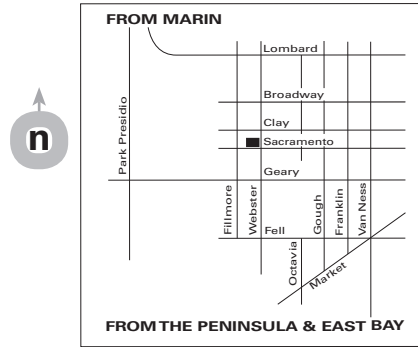 FROM MARIN
Lombard
Broadway
Clay
Sacramento
Geary
Park Presidio
Fillmore
Webster
Gough
Franklin
Van Ness
Fell
Octavia
Market
FROM THE PENINSULA & EAST BAY
n